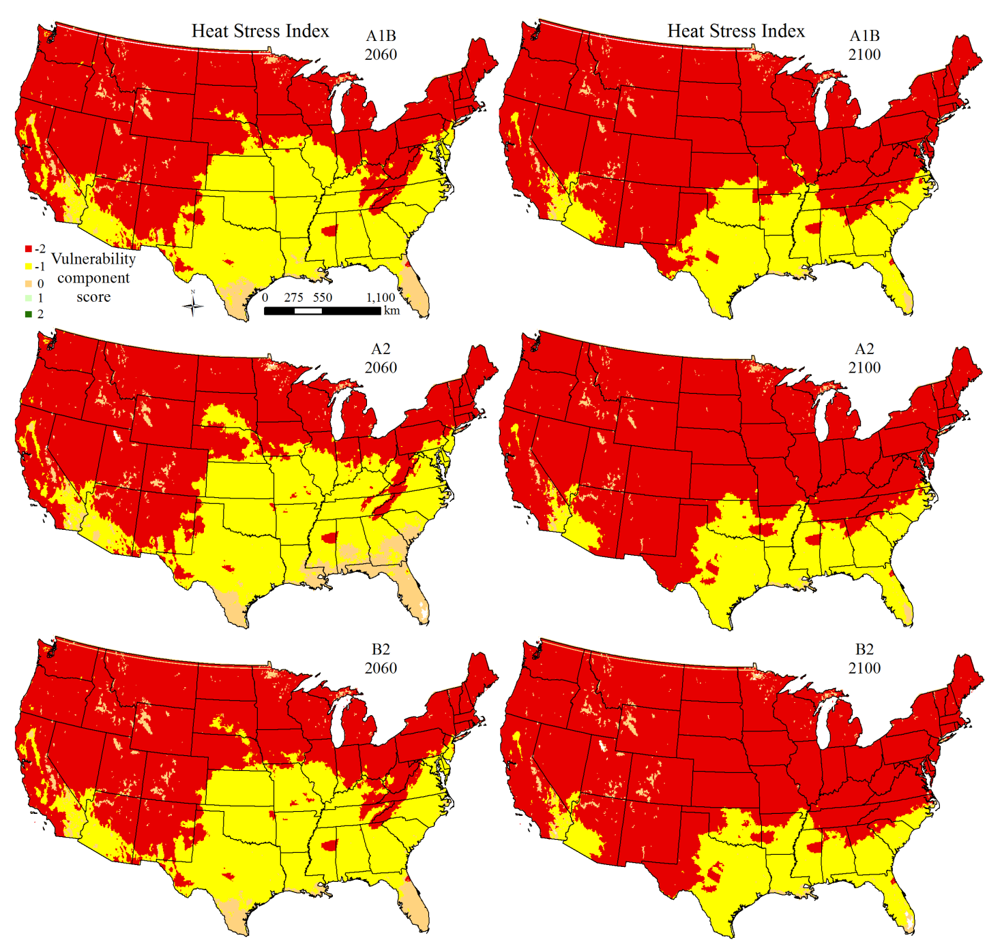 Heat Stress Index
A1B
2060
Heat Stress Index
A1B
2100
-2
-1
0
1
2
Vulnerability
component
score
N
0 275 550 1,100
km
A2
2060
A2
2100
B2
2060
B2
2100